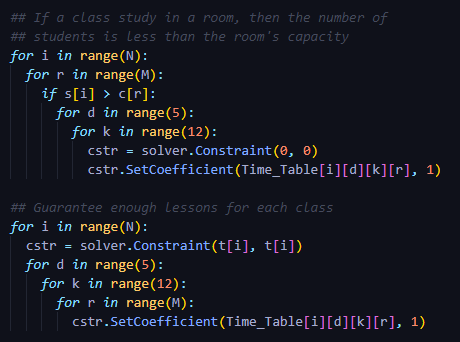 ## If a class study in a room, then the number of
## students is less than the room's capacity
for i in range(N):
  for r in range(M):
    if s[i] > c[r]:
      for d in range(5):
        for k in range(12):
          cstr = solver.Constraint(0, 0)
          cstr.SetCoefficient(Time_Table[i][d][k][r], 1)

## Guarantee enough lessons for each class
for i in range(N):
  cstr = solver.Constraint(t[i], t[i])
  for d in range(5):
    for k in range(12):
      for r in range(M):
        cstr.SetCoefficient(Time_Table[i][d][k][r], 1)